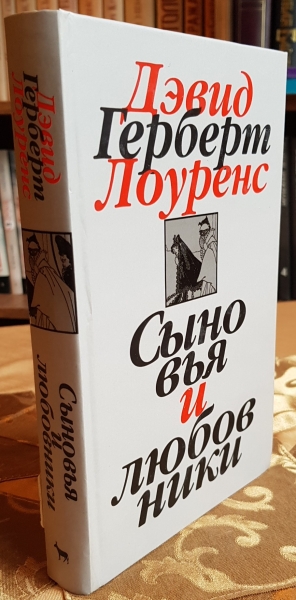 Дэвид
Герберт
Лоуренс
Сыно
вья
и
любов
ники
Дэвид
Герберт
Лоуренс
Сыновья
и
любовники